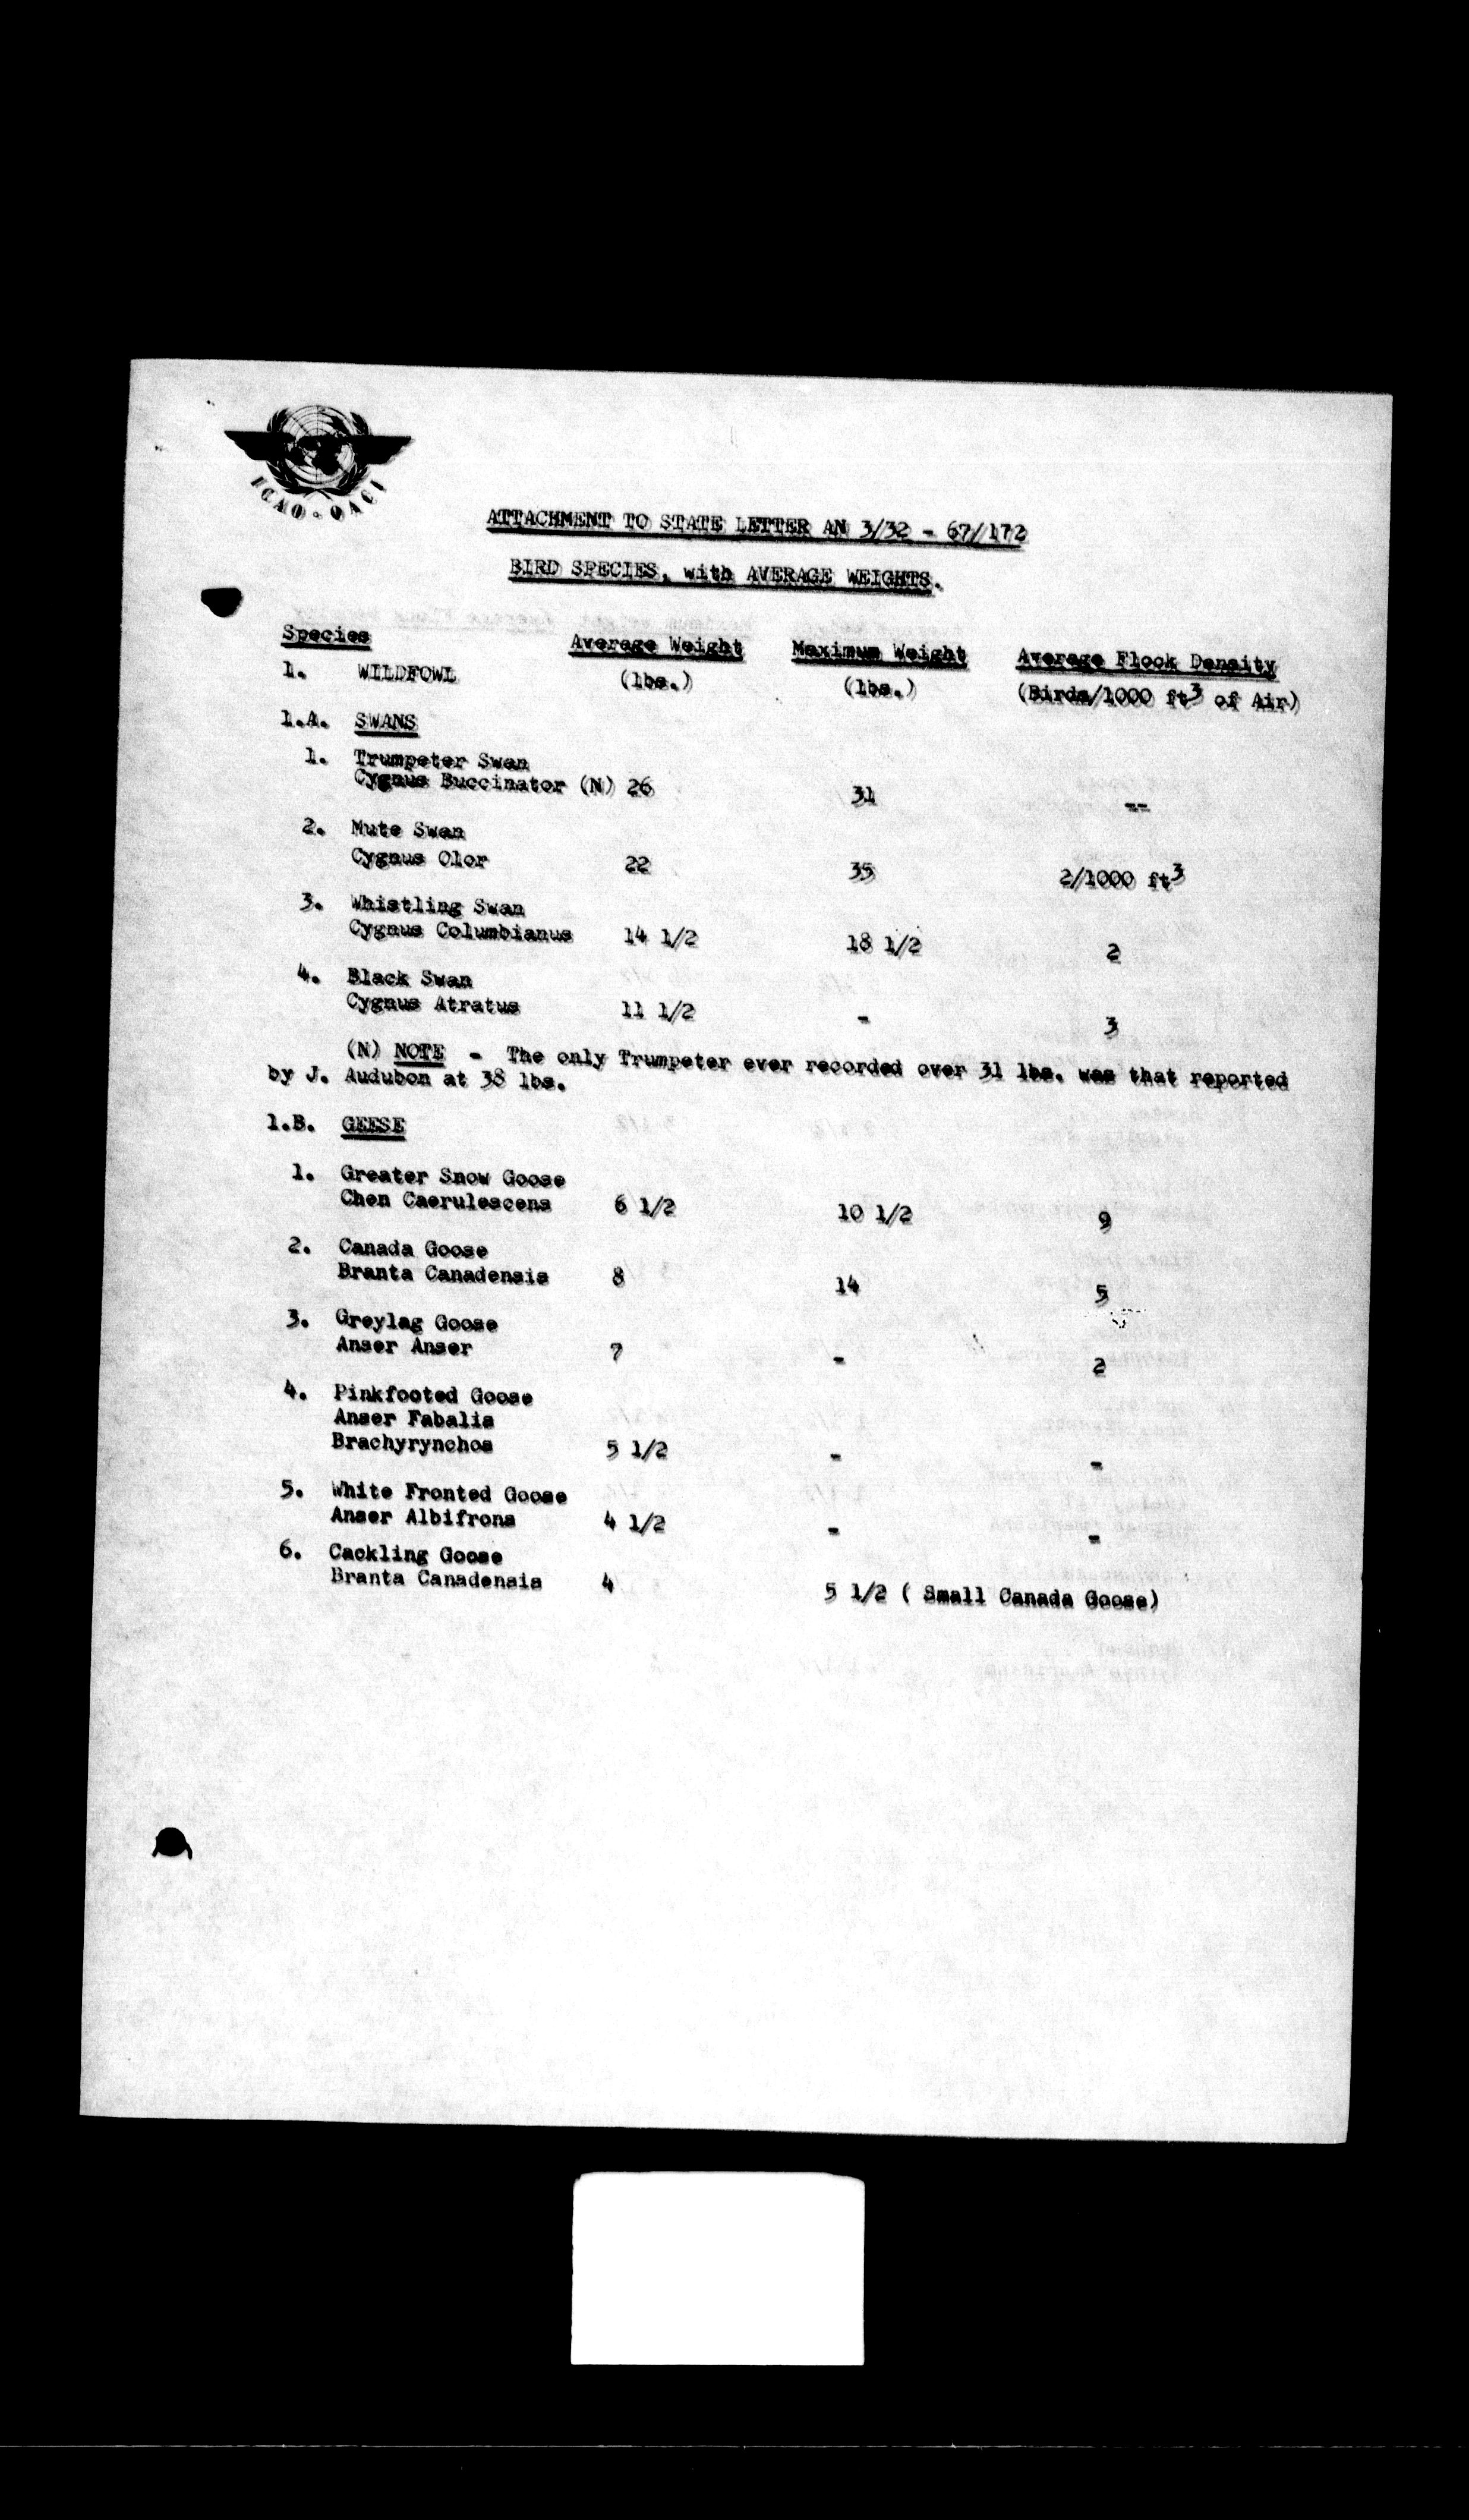 ICAO · OACI
ATTACHMENT TO STATE LETTER AN 3/32 - 67/172
BIRD SPECIES, with AVERAGE WEIGHTS.
Species Average Weight Maximum Weight Average Flock Density
1. WILDFOWL (lbs.) (lbs.) (Birds/1000 ft3 of Air)
1.A. SWANS
1. Trumpeter Swan
Cygnus Buccinator (N) 26 31 --
2. Mute Swan
Cygnus Olor 22 35 2/1000 ft3
3. Whistling Swan
Cygnus Columbianus 14 1/2 18 1/2 2
4. Black Swan
Cygnus Atratus 11 1/2 - 3
(N) NOTE - The only Trumpeter ever recorded over 31 lbs. was that reported
by J. Audubon at 38 lbs.
1.B. GEESE
1. Greater Snow Goose
Chen Caerulescens 6 1/2 10 1/2 9
2. Canada Goose
Branta Canadensis 8 14 5
3. Greylag Goose
Anser Anser 7 - 2
4. Pinkfooted Goose
Anser Fabalis
Brachyrynchos 5 1/2 - -
5. White Fronted Goose
Anser Albifrons 4 1/2 - -
6. Cackling Goose
Branta Canadensis 4 5 1/2 ( Small Canada Goose)